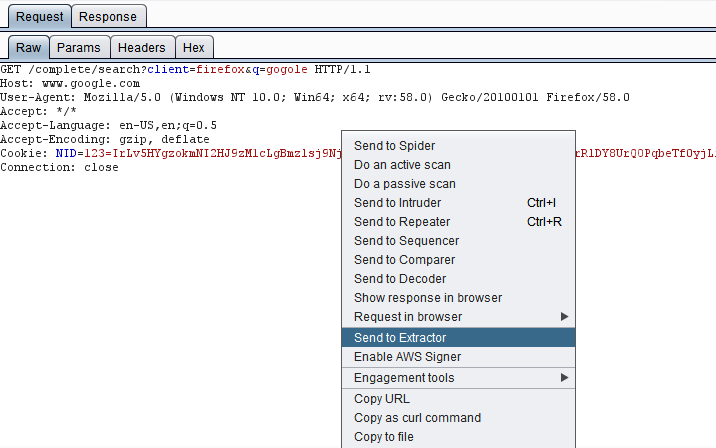 Request Response
Raw Params Headers Hex
GET /complete/search?client=firefox&q=gogole HTTP/1.1
Host: www.google.com
User-Agent: Mozilla/5.0 (Windows NT 10.0; Win64; x64; rv:58.0) Gecko/20100101 Firefox/58.0
Accept: */*
Accept-Language: en-US,en;q=0.5
Accept-Encoding: gzip, deflate
Cookie: 
Connection: close
Send to Spider
Do an active scan
Do a passive scan
Send to Intruder Ctrl+I
Send to Repeater Ctrl+R
Send to Sequencer
Send to Comparer
Send to Decoder
Show response in browser
Request in browser
Send to Extractor
Enable AWS Signer
Engagement tools
Copy URL
Copy as curl command
Copy to file